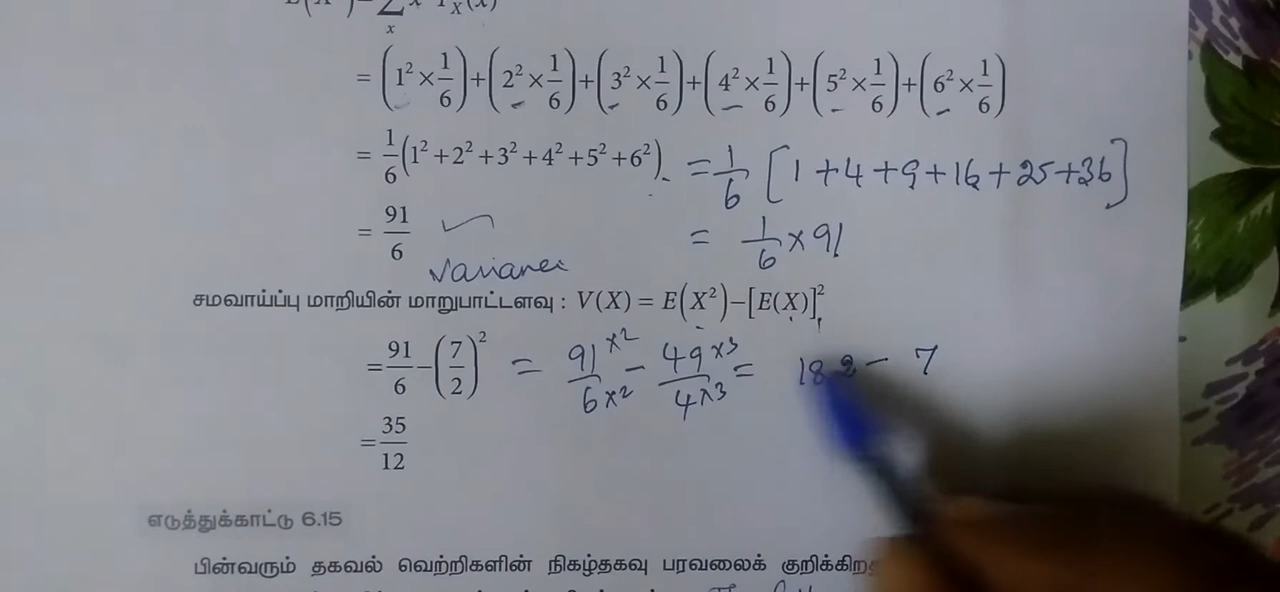 = (1² × 1/6) + (2² × 1/6) + (3² × 1/6) + (4² × 1/6) + (5² × 1/6) + (6² × 1/6)
= 1/6 (1² + 2² + 3² + 4² + 5² + 6²) = 1/6 [1 + 4 + 9 + 16 + 25 + 36]
= 91/6 = 1/6 × 91
Variance
சமவாய்ப்பு மாறியின் மாறுபாட்டளவு : V(X) = E(X²) − [E(X)]²
= 91/6 − (7/2)² = 91×2/6×2 − 49×3/4×3 = 182 − 7
= 35/12
எடுத்துக்காட்டு 6.15
பின்வரும் தகவல் வெற்றிகளின் நிகழ்தகவு பரவலைக்